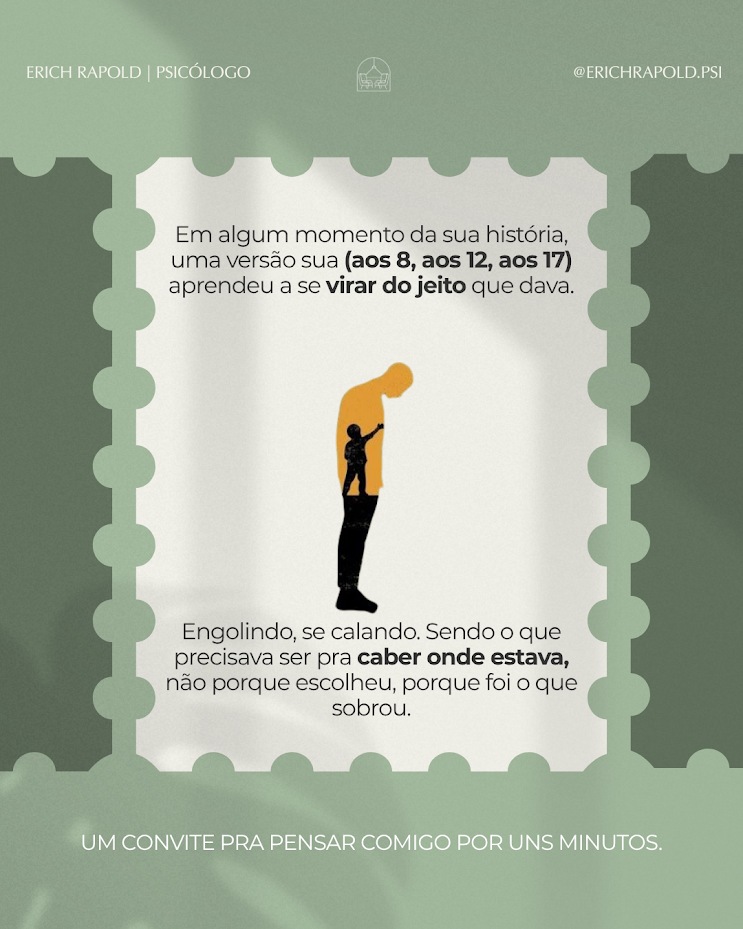 ERICH RAPOLD | PSICÓLOGO
@ERICHRAPOLD.PSI
Em algum momento da sua história,
uma versão sua (aos 8, aos 12, aos 17)
aprendeu a se virar do jeito que dava.
Engolindo, se calando. Sendo o que
precisava ser pra caber onde estava,
não porque escolheu, porque foi o que
sobrou.
UM CONVITE PRA PENSAR COMIGO POR UNS MINUTOS.